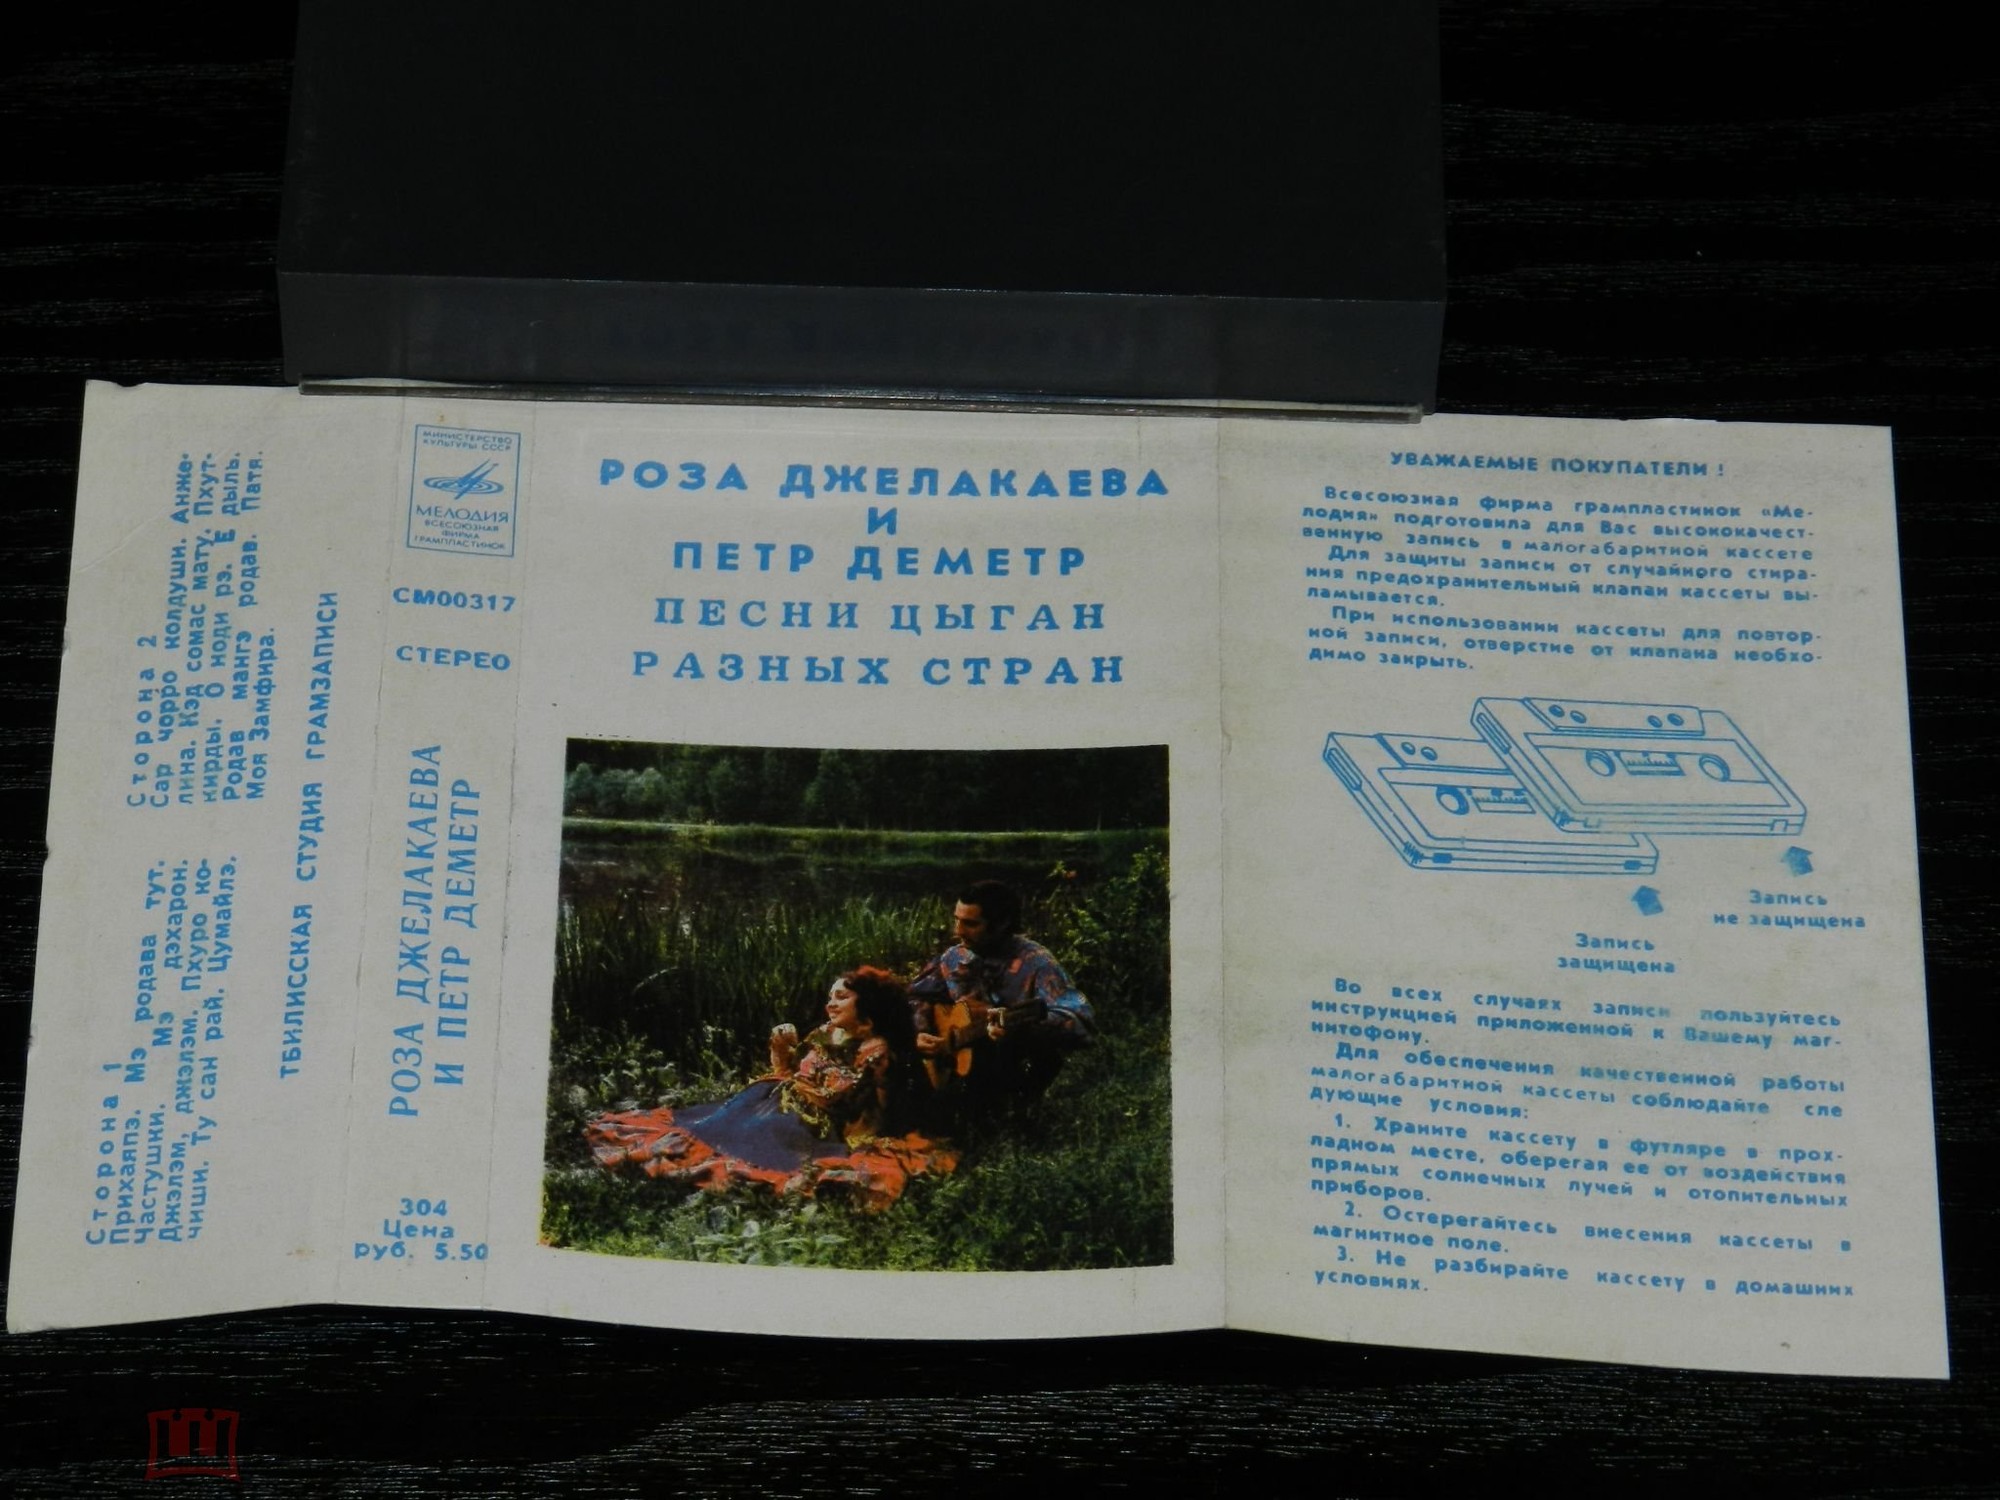 Сторона 1
Прихаяпэ. Мэ родава тут.
Частушки. Мэ дэхарон.
Джэлэм, джэлэм. Пхуро ко-
чиши. Ту сан рай. Цумайлэ.
Сторона 2
Сар чорро колдуши. Анже-
лина. Кэд сомас мату. Пхут-
кирды. О ноди рэ. Е дыль.
Родав мангэ родав. Патя.
Моя Замфира.
ТБИЛИССКАЯ СТУДИЯ ГРАМЗАПИСИ
МИНИСТЕРСТВО
КУЛЬТУРЫ СССР
МЕЛОДИЯ
ВСЕСОЮЗНАЯ
ФИРМА
ГРАМПЛАСТИНОК
СМ00317
СТЕРЕО
РОЗА ДЖЕЛАКАЕВА
И ПЕТР ДЕМЕТР
304
Цена
руб. 5.50
РОЗА ДЖЕЛАКАЕВА
И
ПЕТР ДЕМЕТР
ПЕСНИ ЦЫГАН
РАЗНЫХ СТРАН
УВАЖАЕМЫЕ ПОКУПАТЕЛИ !
Всесоюзная фирма грампластинок «Ме-
лодия» подготовила для Вас высококачест-
венную запись в малогабаритной кассете
Для защиты записи от случайного стира-
ния предохранительный клапан кассеты вы-
ламывается.
При использовании кассеты для повтор-
ной записи, отверстие от клапана необхо-
димо закрыть.
Запись
не защищена
Запись
защищена
Во всех случаях записи пользуйтесь
инструкцией приложенной к Вашему маг-
нитофону.
Для обеспечения качественной работы
малогабаритной кассеты соблюдайте сле
дующие условия:
1. Храните кассету в футляре в прох-
ладном месте, оберегая ее от воздействия
прямых солнечных лучей и отопительных
приборов.
2. Остерегайтесь внесения кассеты в
магнитное поле.
3. Не разбирайте кассету в домашних
условиях.